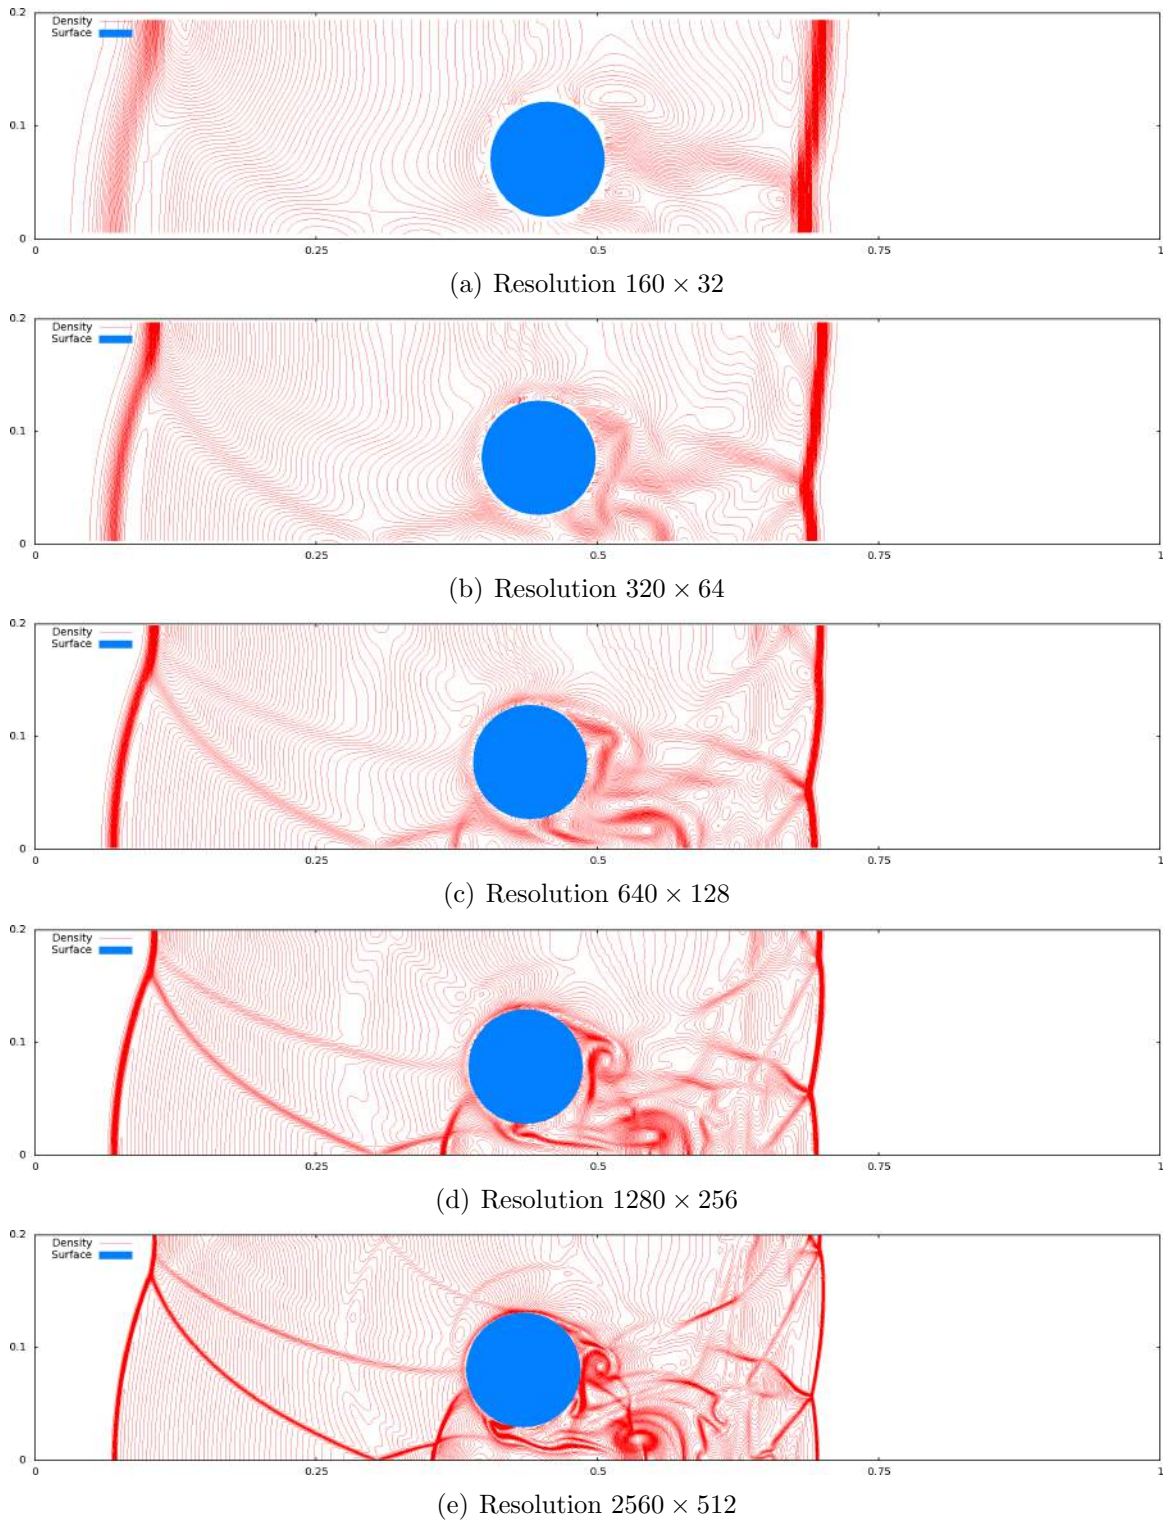 0.2
Density
Surface
0.1
0
0 0.25 0.5 0.75 1
(a) Resolution 160 × 32
0.2
Density
Surface
0.1
0
0 0.25 0.5 0.75 1
(b) Resolution 320 × 64
0.2
Density
Surface
0.1
0
0 0.25 0.5 0.75 1
(c) Resolution 640 × 128
0.2
Density
Surface
0.1
0
0 0.25 0.5 0.75 1
(d) Resolution 1280 × 256
0.2
Density
Surface
0.1
0
0 0.25 0.5 0.75 1
(e) Resolution 2560 × 512